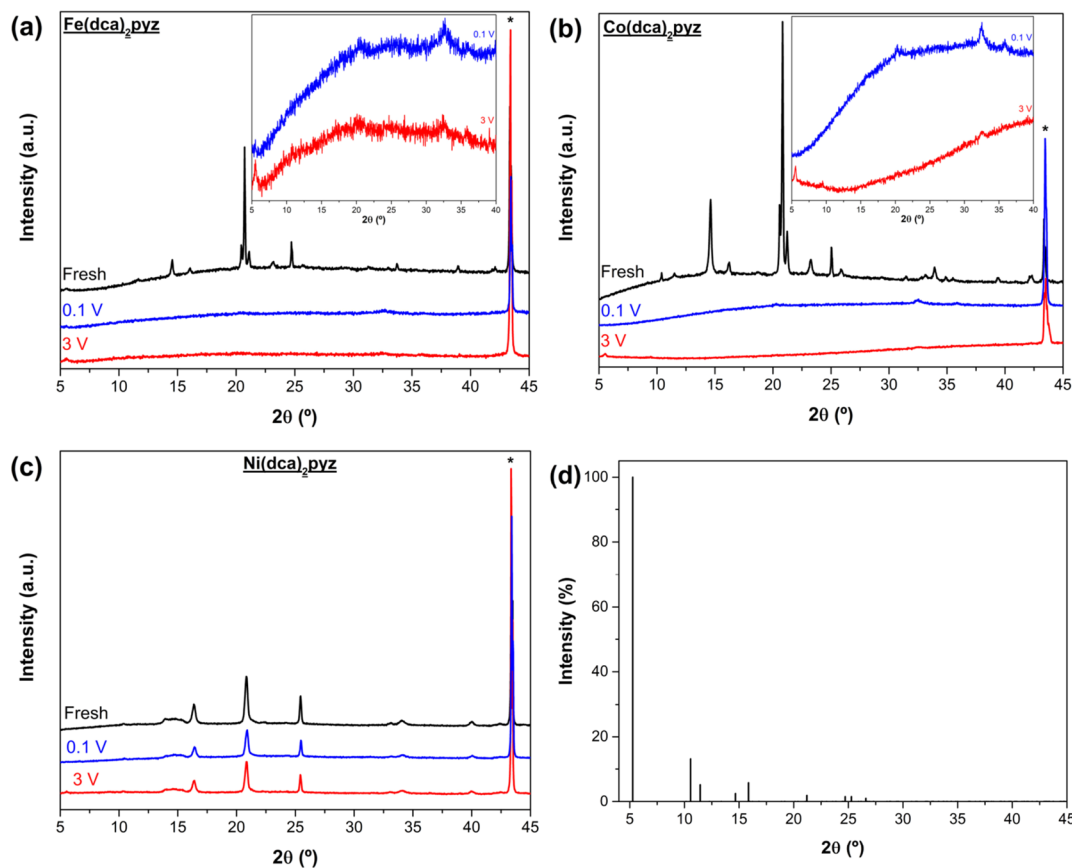 (a) Fe(dca)2pyz
*
0.1 V
3 V
5 10 15 20 25 30 35 40
2θ (º)
Intensity (a.u.)
Fresh
0.1 V
3 V
5 10 15 20 25 30 35 40 45
2θ (º)
(b) Co(dca)2pyz
0.1 V
3 V
5 10 15 20 25 30 35 40
2θ (º)
*
Intensity (a.u.)
Fresh
0.1 V
3 V
5 10 15 20 25 30 35 40 45
2θ (º)
(c) Ni(dca)2pyz
*
Intensity (a.u.)
Fresh
0.1 V
3 V
5 10 15 20 25 30 35 40 45
2θ (º)
(d)
100
80
60
40
20
0
Intensity (%)
5 10 15 20 25 30 35 40 45
2θ (º)